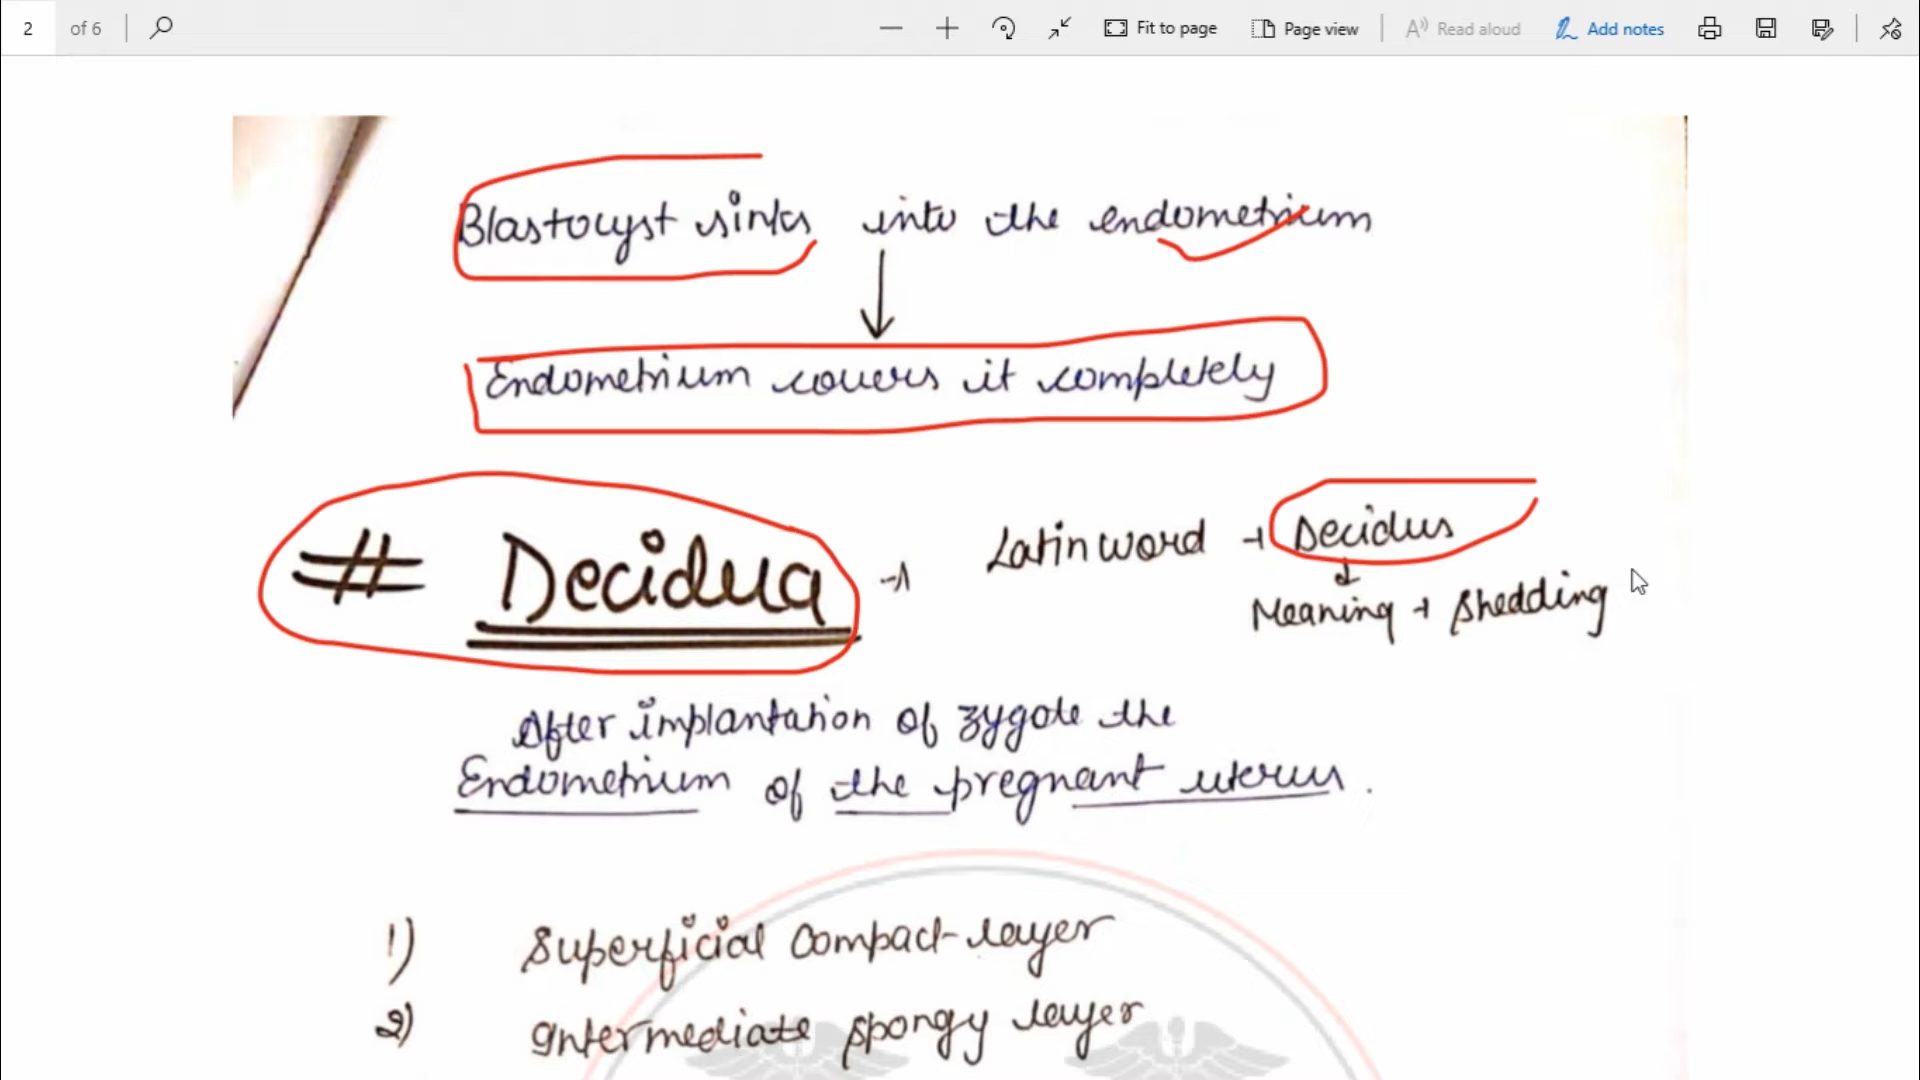 2 of 6 Fit to page Page view Read aloud Add notes
Blastocyst sinks into the endometrium
Endometrium covers it completely
# Decidua → Latin word → Decidus
Meaning → shedding
After implantation of zygote the
Endometrium of the pregnant uterus.
1) Superficial compact layer
2) Intermediate spongy layer